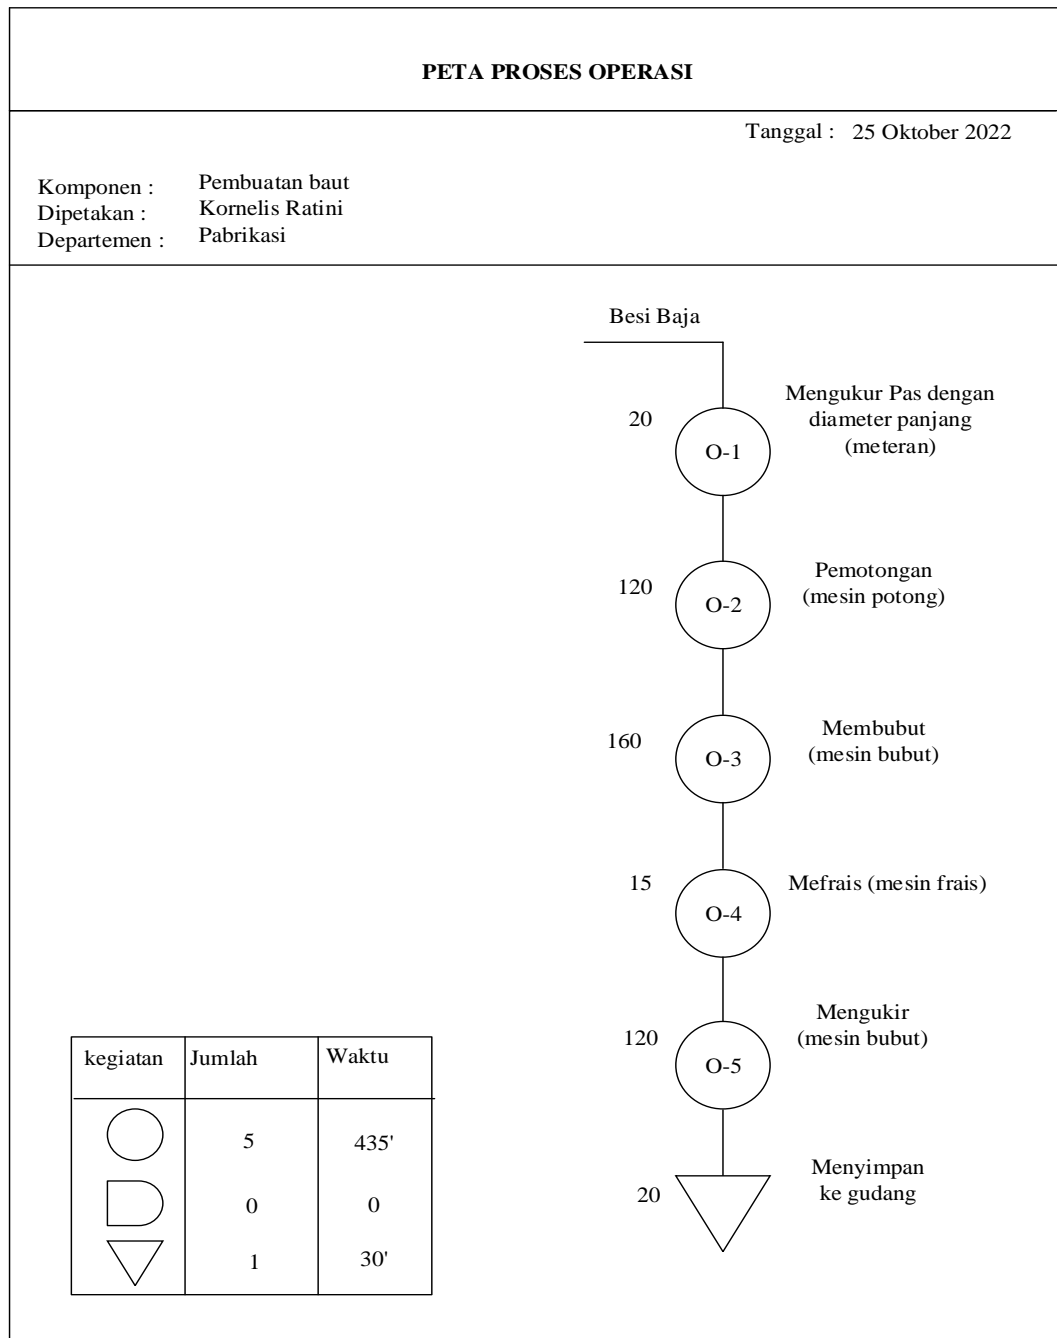 PETA PROSES OPERASI
Tanggal : 25 Oktober 2022
Komponen : Pembuatan baut
Dipetakan : Kornelis Ratini
Departemen : Pabrikasi
Besi Baja
20
O-1
Mengukur Pas dengan
diameter panjang
(meteran)
120
O-2
Pemotongan
(mesin potong)
160
O-3
Membubut
(mesin bubut)
15
O-4
Mefrais (mesin frais)
120
O-5
Mengukir
(mesin bubut)
20
Menyimpan
ke gudang
kegiatan Jumlah Waktu
5 435'
0 0
1 30'